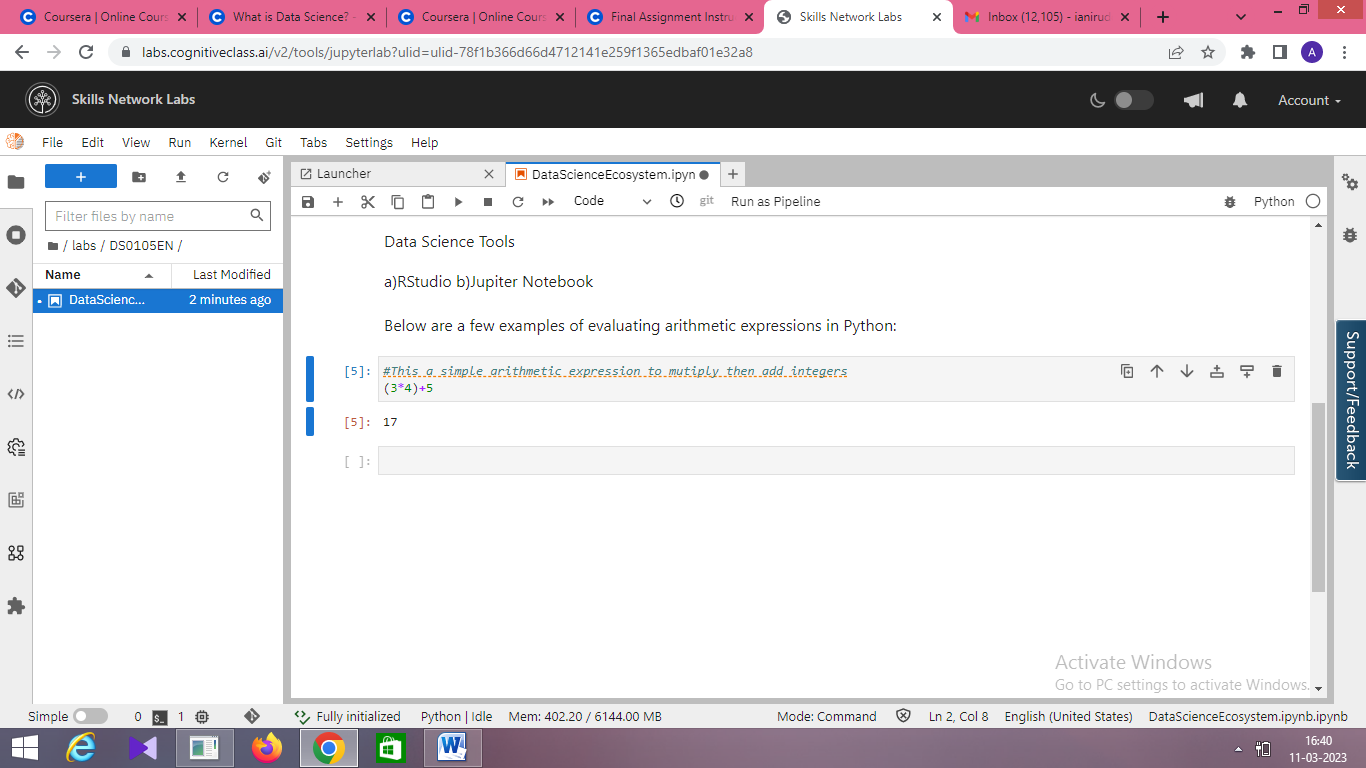 Coursera | Online Cours
What is Data Science? -
Coursera | Online Cours
Final Assignment Instru
Skills Network Labs
Inbox (12,105) - ianirud
labs.cognitiveclass.ai/v2/tools/jupyterlab?ulid=ulid-78f1b366d66d4712141e259f1365edbaf01e32a8
A
Skills Network Labs
Account
File Edit View Run Kernel Git Tabs Settings Help
Launcher
DataScienceEcosystem.ipyn
Code
git
Run as Pipeline
Python
Filter files by name
/ labs / DS0105EN /
Name Last Modified
DataScienc... 2 minutes ago
Data Science Tools
a)RStudio b)Jupiter Notebook
Below are a few examples of evaluating arithmetic expressions in Python:
[5]: #This a simple arithmetic expression to mutiply then add integers
(3*4)+5
[5]: 17
[ ]:
Support/Feedback
Activate Windows
Go to PC settings to activate Windows.
Simple 0 1 Fully initialized Python | Idle Mem: 402.20 / 6144.00 MB Mode: Command Ln 2, Col 8 English (United States) DataScienceEcosystem.ipynb.ipynb
16:40
11-03-2023